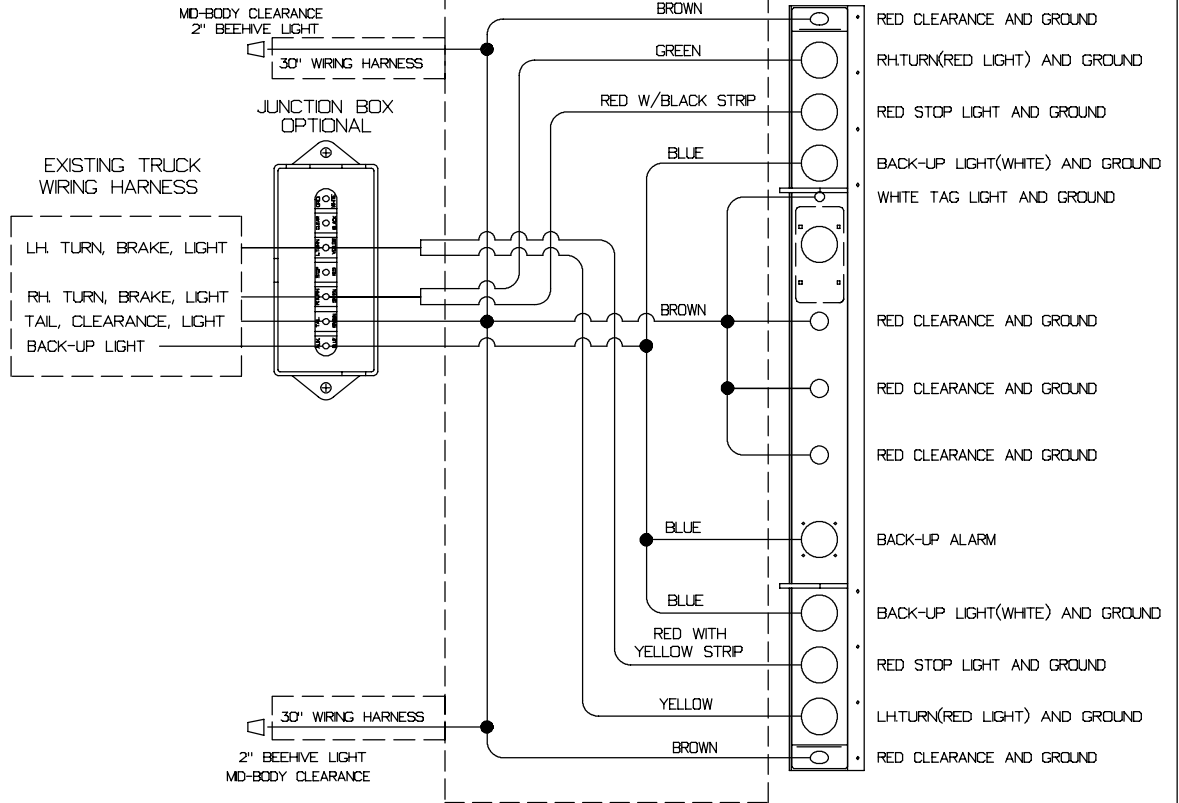 MID-BODY CLEARANCE
2" BEEHIVE LIGHT
30" WIRING HARNESS
JUNCTION BOX
OPTIONAL
EXISTING TRUCK
WIRING HARNESS
LH. TURN, BRAKE, LIGHT
RH. TURN, BRAKE, LIGHT
TAIL, CLEARANCE, LIGHT
BACK-UP LIGHT
BROWN
GREEN
RED W/BLACK STRIP
BLUE
BROWN
BLUE
BLUE
RED WITH
YELLOW STRIP
YELLOW
BROWN
30" WIRING HARNESS
2" BEEHIVE LIGHT
MID-BODY CLEARANCE
RED CLEARANCE AND GROUND
RH.TURN(RED LIGHT) AND GROUND
RED STOP LIGHT AND GROUND
BACK-UP LIGHT(WHITE) AND GROUND
WHITE TAG LIGHT AND GROUND
RED CLEARANCE AND GROUND
RED CLEARANCE AND GROUND
RED CLEARANCE AND GROUND
BACK-UP ALARM
BACK-UP LIGHT(WHITE) AND GROUND
RED STOP LIGHT AND GROUND
LH.TURN(RED LIGHT) AND GROUND
RED CLEARANCE AND GROUND